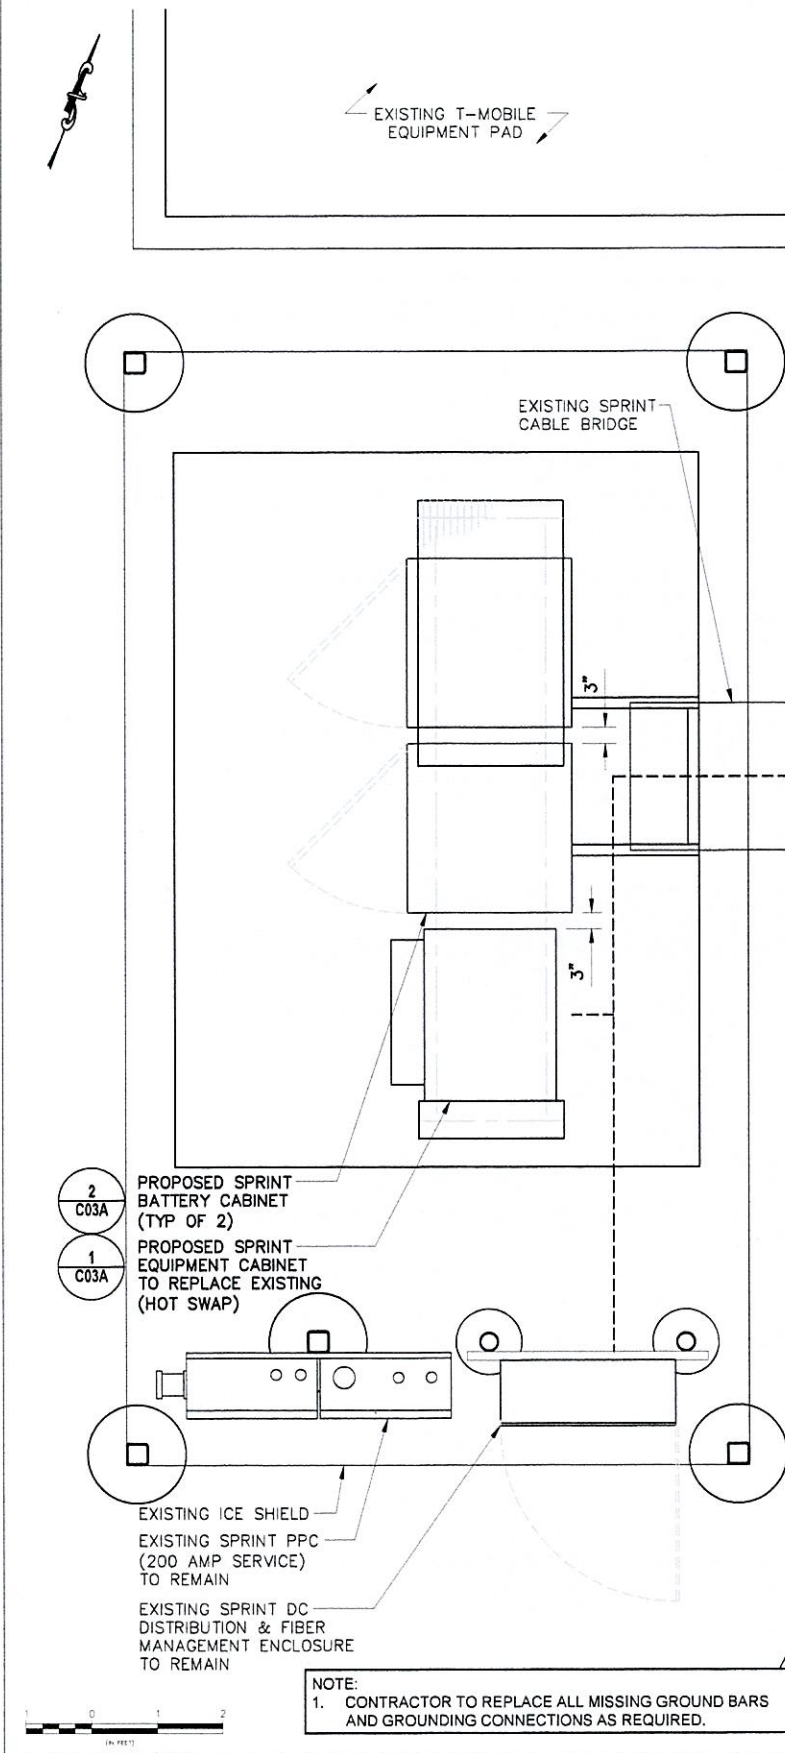 EXISTING T-MOBILE
EQUIPMENT PAD
EXISTING SPRINT
CABLE BRIDGE
3"
3"
2
C03A
PROPOSED SPRINT
BATTERY CABINET
(TYP OF 2)
1
C03A
PROPOSED SPRINT
EQUIPMENT CABINET
TO REPLACE EXISTING
(HOT SWAP)
EXISTING ICE SHIELD
EXISTING SPRINT PPC
(200 AMP SERVICE)
TO REMAIN
EXISTING SPRINT DC
DISTRIBUTION & FIBER
MANAGEMENT ENCLOSURE
TO REMAIN
NOTE:
1. CONTRACTOR TO REPLACE ALL MISSING GROUND BARS
AND GROUNDING CONNECTIONS AS REQUIRED.
1 0 1 2
(IN FEET)